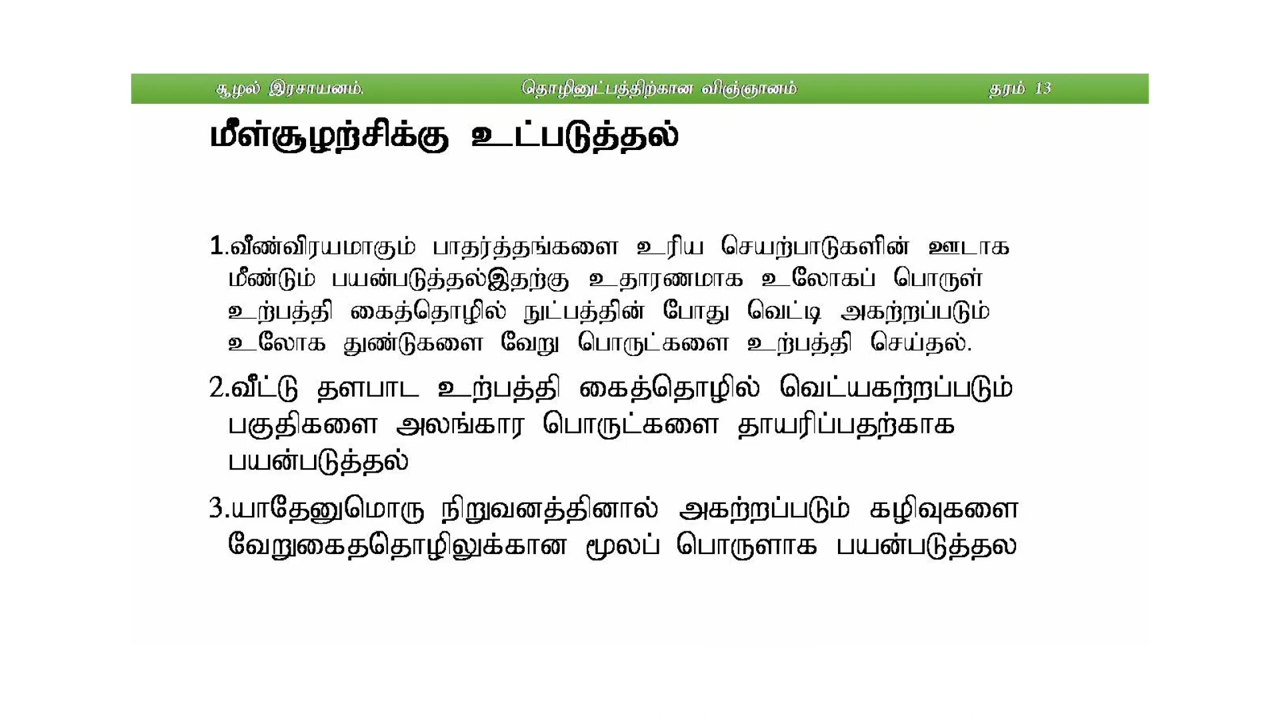 சூழல் இரசாயனம். தொழினுட்பத்திற்கான விஞ்ஞானம் தரம் 13
மீள்சூழற்சிக்கு உட்படுத்தல்
1.வீண்விரயமாகும் பாதர்த்தங்களை உரிய செயற்பாடுகளின் ஊடாக
மீண்டும் பயன்படுத்தல்இதற்கு உதாரணமாக உலோகப் பொருள்
உற்பத்தி கைத்தொழில் நுட்பத்தின் போது வெட்டி அகற்றப்படும்
உலோக துண்டுகளை வேறு பொருட்களை உற்பத்தி செய்தல்.
2.வீட்டு தளபாட உற்பத்தி கைத்தொழில் வெட்யகற்றப்படும்
பகுதிகளை அலங்கார பொருட்களை தாயரிப்பதற்காக
பயன்படுத்தல்
3.யாதேனுமொரு நிறுவனத்தினால் அகற்றப்படும் கழிவுகளை
வேறுகைததொழிலுக்கான மூலப் பொருளாக பயன்படுத்தல